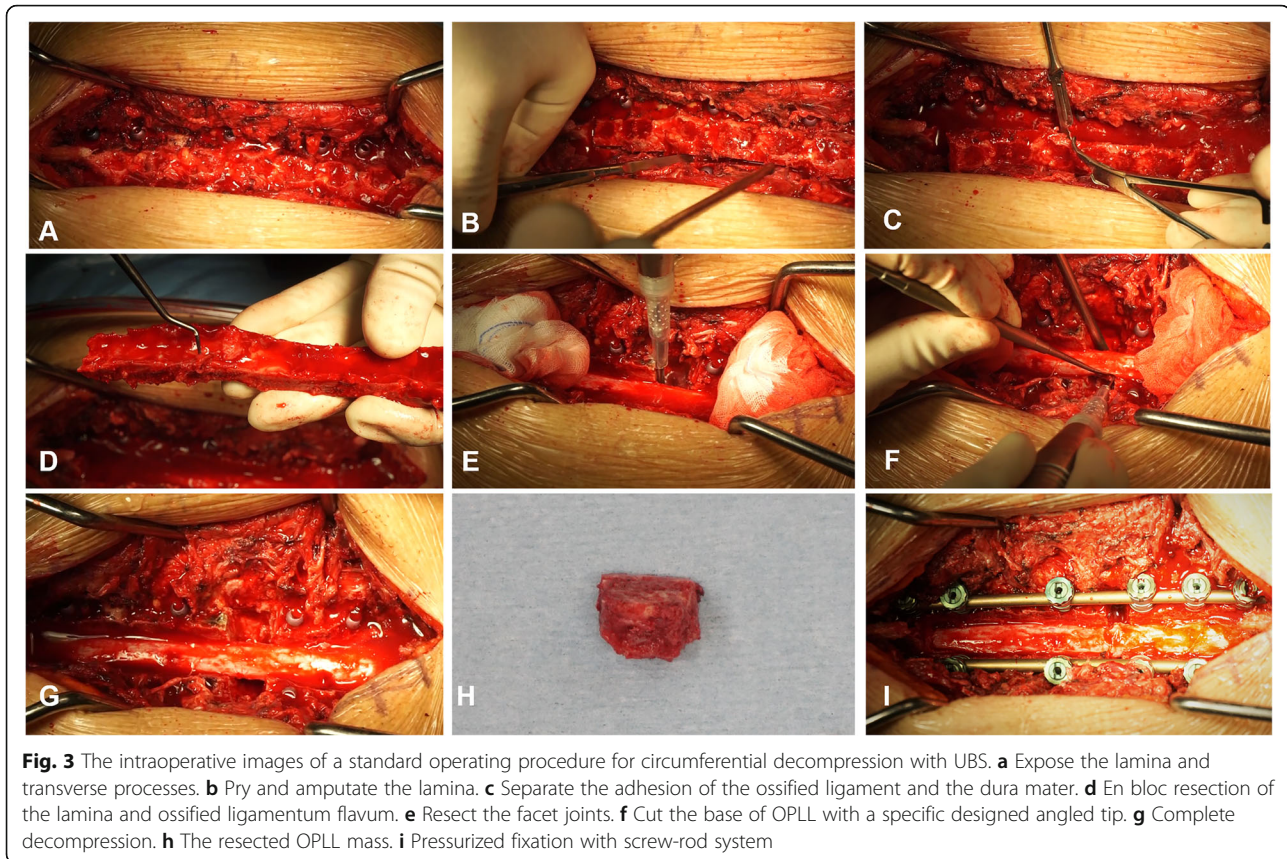 A
B
C
D
E
F
G
H
I
Fig. 3 The intraoperative images of a standard operating procedure for circumferential decompression with UBS. a Expose the lamina and
transverse processes. b Pry and amputate the lamina. c Separate the adhesion of the ossified ligament and the dura mater. d En bloc resection of
the lamina and ossified ligamentum flavum. e Resect the facet joints. f Cut the base of OPLL with a specific designed angled tip. g Complete
decompression. h The resected OPLL mass. i Pressurized fixation with screw-rod system